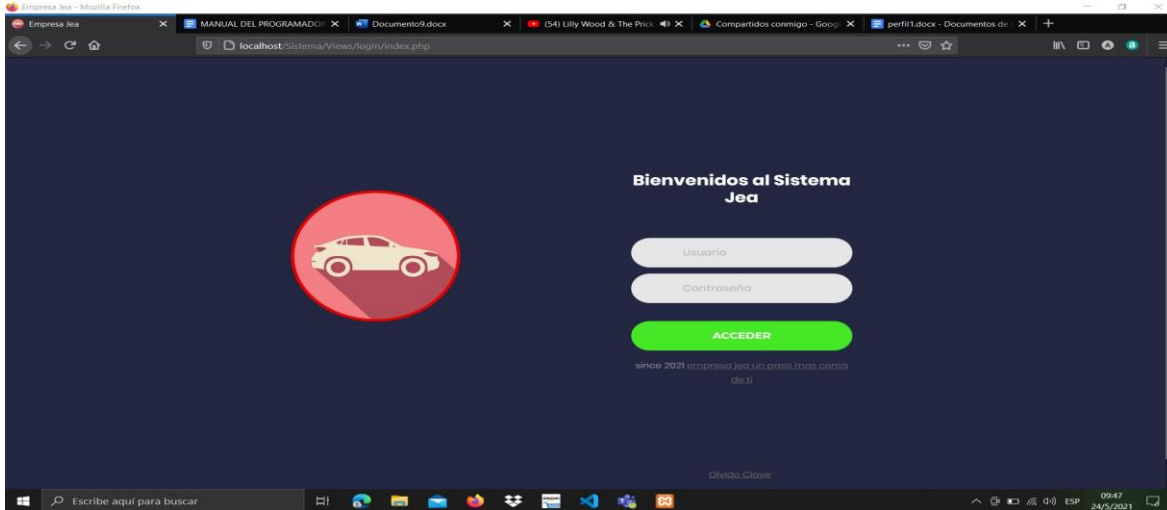 Empresa Jea - Mozilla Firefox
Empresa Jea
MANUAL DEL PROGRAMADOR
Documento9.docx
(54) Lilly Wood & The Prick
Compartidos conmigo - Goog
perfil1.docx - Documentos de
localhost/Sistema/Views/login/index.php
Bienvenidos al Sistema
Jea
Usuario
Contraseña
ACCEDER
since 2021 empresa jea un paso mas cerca
de ti
Olvido Clave
Escribe aquí para buscar
ESP
09:47
24/5/2021